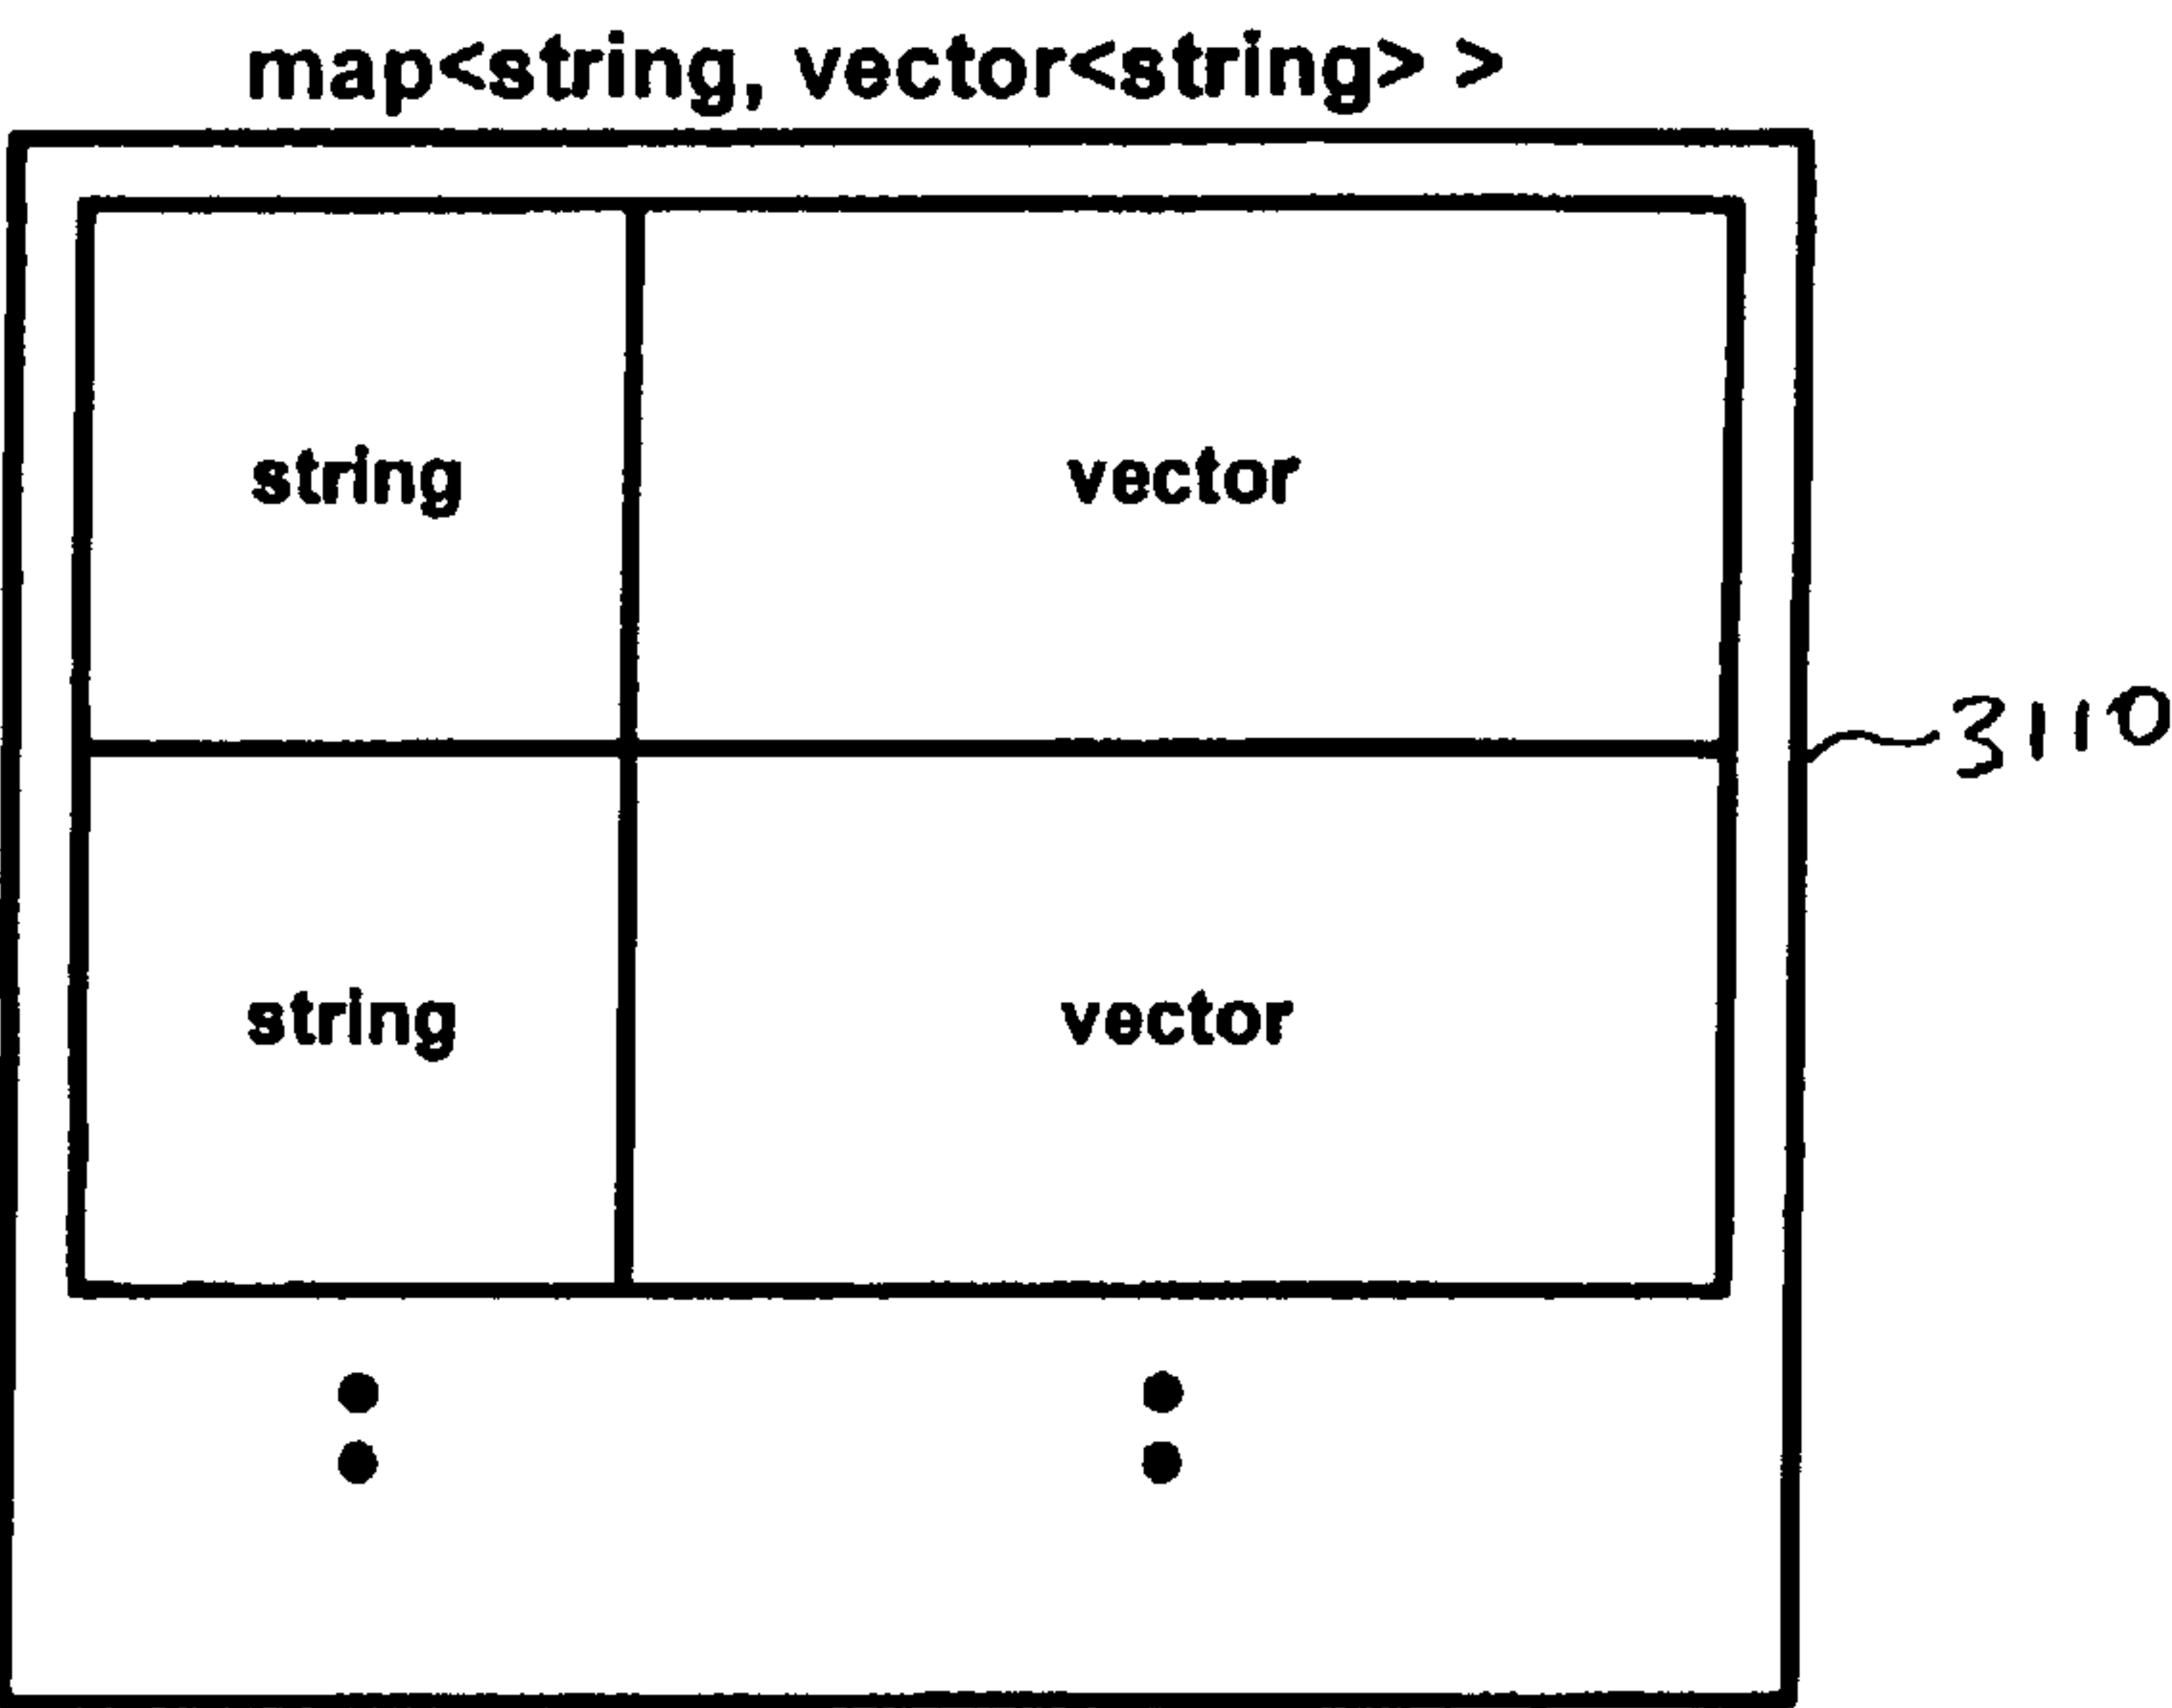 map<string, vector<string> >
string vector
3110
string vector